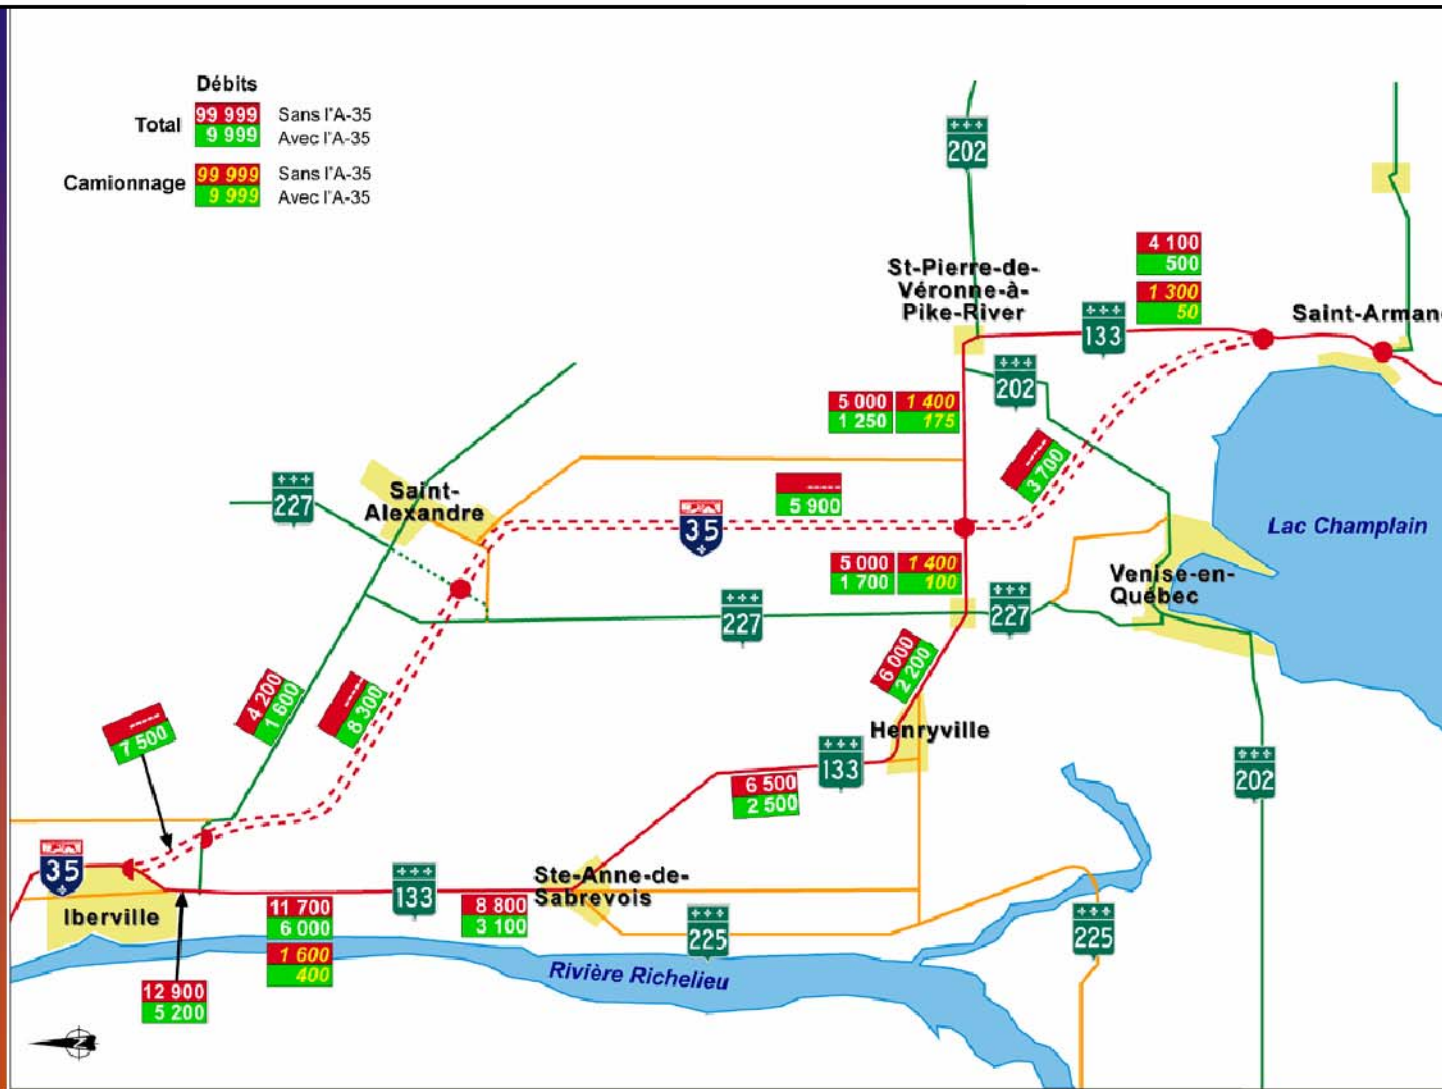 Débits
Total
99 999
9 999
Sans l'A-35
Avec l'A-35
Camionnage
99 999
9 999
Sans l'A-35
Avec l'A-35
202
4 100
500
1 300
50
St-Pierre-de-
Véronne-à-
Pike-River
133
Saint-Armand
202
5 000
1 250
1 400
175
3 700
227
Saint-
Alexandre
-----
5 900
35
Lac Champlain
5 000
1 700
1 400
100
Venise-en-
Québec
227
227
6 000
2 200
4 200
1 600
8 300
7 500
Henryville
133
6 500
2 500
202
35
Iberville
133
11 700
6 000
1 600
400
8 800
3 100
Ste-Anne-de-
Sabrevois
225
225
Rivière Richelieu
12 900
5 200
N